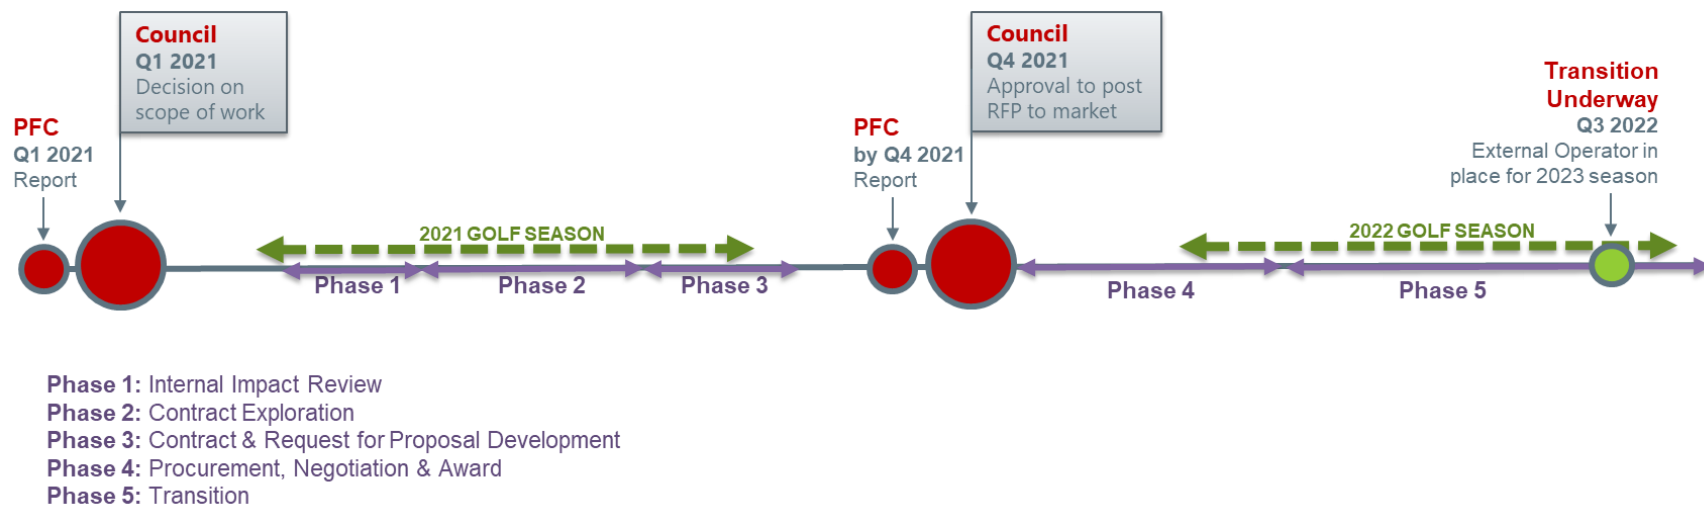 Council
Q1 2021
Decision on
scope of work
PFC
Q1 2021
Report
Council
Q4 2021
Approval to post
RFP to market
PFC
by Q4 2021
Report
Transition
Underway
Q3 2022
External Operator in
place for 2023 season
2021 GOLF SEASON
2022 GOLF SEASON
Phase 1
Phase 2
Phase 3
Phase 4
Phase 5
Phase 1: Internal Impact Review
Phase 2: Contract Exploration
Phase 3: Contract & Request for Proposal Development
Phase 4: Procurement, Negotiation & Award
Phase 5: Transition